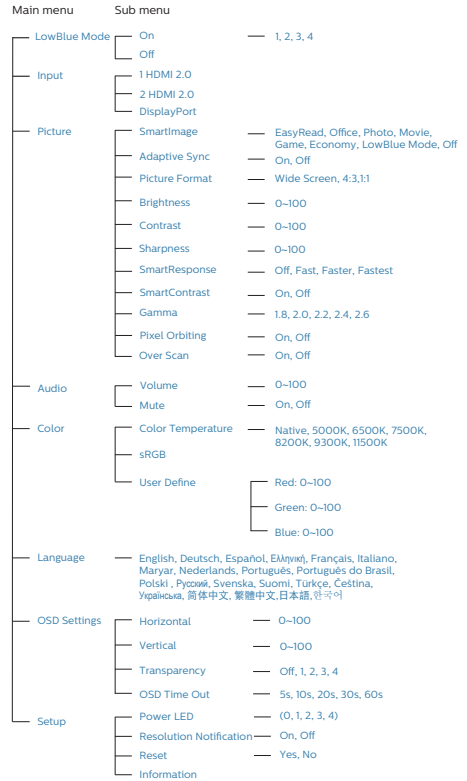 Main menu Sub menu
LowBlue Mode On 1, 2, 3, 4
Off
Input 1 HDMI 2.0
2 HDMI 2.0
DisplayPort
Picture SmartImage EasyRead, Office, Photo, Movie,
Game, Economy, LowBlue Mode, Off
Adaptive Sync On, Off
Picture Format Wide Screen, 4:3,1:1
Brightness 0~100
Contrast 0~100
Sharpness 0~100
SmartResponse Off, Fast, Faster, Fastest
SmartContrast On, Off
Gamma 1.8, 2.0, 2.2, 2.4, 2.6
Pixel Orbiting On, Off
Over Scan On, Off
Audio Volume 0~100
Mute On, Off
Color Color Temperature Native, 5000K, 6500K, 7500K,
8200K, 9300K, 11500K
sRGB
User Define Red: 0~100
Green: 0~100
Blue: 0~100
Language English, Deutsch, Español, Ελληνική, Français, Italiano,
Maryar, Nederlands, Português, Português do Brasil,
Polski , Русский, Svenska, Suomi, Türkçe, Čeština,
Українська, 简体中文, 繁體中文,日本語,한국어
OSD Settings Horizontal 0~100
Vertical 0~100
Transparency Off, 1, 2, 3, 4
OSD Time Out 5s, 10s, 20s, 30s, 60s
Setup Power LED (0, 1, 2, 3, 4)
Resolution Notification On, Off
Reset Yes, No
Information